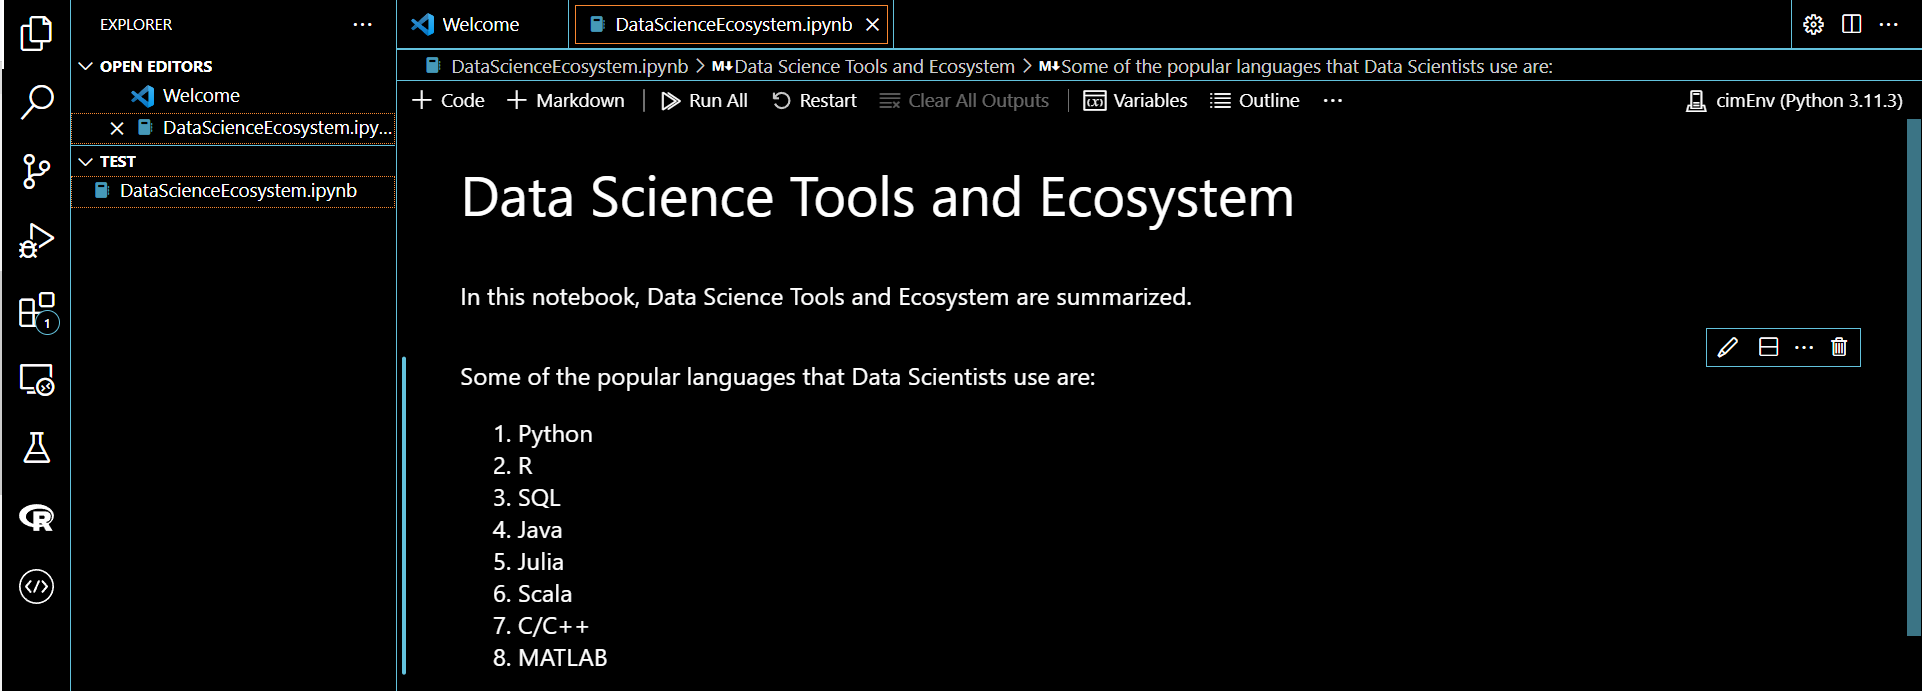 EXPLORER
Welcome
DataScienceEcosystem.ipynb
OPEN EDITORS
Welcome
DataScienceEcosystem.ipy...
TEST
DataScienceEcosystem.ipynb
1
DataScienceEcosystem.ipynb > M↓Data Science Tools and Ecosystem > M↓Some of the popular languages that Data Scientists use are:
+ Code + Markdown | Run All Restart Clear All Outputs | (x) Variables Outline ··· cimEnv (Python 3.11.3)
Data Science Tools and Ecosystem
In this notebook, Data Science Tools and Ecosystem are summarized.
Some of the popular languages that Data Scientists use are:
1. Python
2. R
3. SQL
4. Java
5. Julia
6. Scala
7. C/C++
8. MATLAB
R
</>